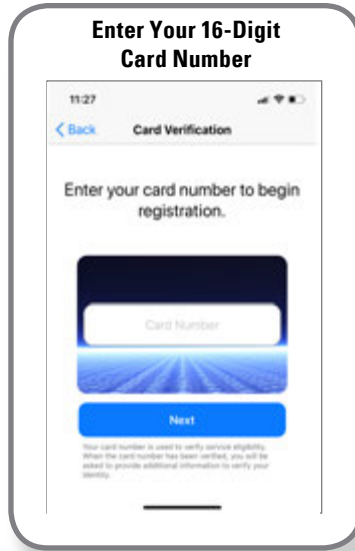 Enter Your 16-Digit
Card Number
11:27
Back Card Verification
Enter your card number to begin
registration.
Card Number
Next
Your card number is used to verify service eligibility.
When the card number has been verified, you will be
asked to provide additional information to verify your
identity.